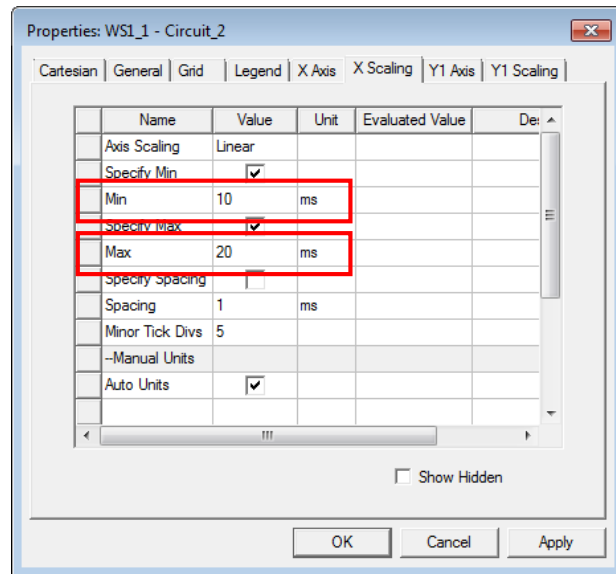 Properties: WS1_1 - Circuit_2
Cartesian General Grid Legend X Axis X Scaling Y1 Axis Y1 Scaling
Name Value Unit Evaluated Value Des
Axis Scaling Linear
Specify Min
Min 10 ms
Specify Max
Max 20 ms
Specify Spacing
Spacing 1 ms
Minor Tick Divs 5
--Manual Units
Auto Units
Show Hidden
OK Cancel Apply